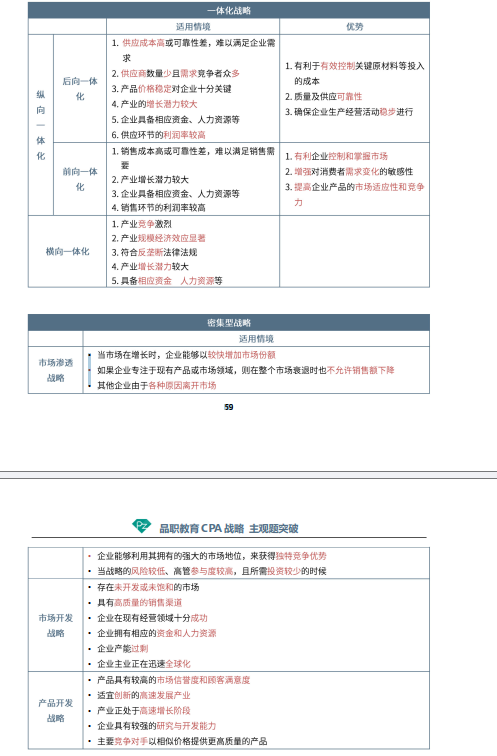 一体化战略
适用情境
优势
纵向一体化
后向一体化
1. 供应成本高或可靠性差，难以满足企业需
求
2. 供应商数量少且需求竞争者众多
3. 产品价格稳定对企业十分关键
4. 产业的增长潜力较大
5. 企业具备相应资金、人力资源等
6. 供应环节的利润率较高
1. 有利于有效控制关键原材料等投入
的成本
2. 质量及供应可靠性
3. 确保企业生产经营活动稳步进行
前向一体化
1. 销售成本高或可靠性差，难以满足销售需
要
2. 产业增长潜力较大
3. 企业具备相应资金、人力资源等
4. 销售环节的利润率较高
1. 有利企业控制和掌握市场
2. 增强对消费者需求变化的敏感性
3. 提高企业产品的市场适应性和竞争
力
横向一体化
1. 产业竞争激烈
2. 产业规模经济效应显著
3. 符合反垄断法律法规
4. 产业增长潜力较大
5. 具备相应资金　人力资源等
密集型战略
适用情境
市场渗透
战略
• 当市场在增长时，企业能够以较快增加市场份额
• 如果企业专注于现有产品或市场领域，则在整个市场衰退时也不允许销售额下降
• 其他企业由于各种原因离开市场
59
品职教育 CPA 战略 主观题突破
• 企业能够利用其拥有的强大的市场地位，来获得独特竞争优势
• 当战略的风险较低、高管参与度较高，且所需投资较少的时候
市场开发
战略
• 存在未开发或未饱和的市场
• 具有高质量的销售渠道
• 企业在现有经营领域十分成功
• 企业拥有相应的资金和人力资源
• 企业产能过剩
• 企业主业正在迅速全球化
产品开发
战略
• 产品具有较高的市场信誉度和顾客满意度
• 适宜创新的高速发展产业
• 产业正处于高速增长阶段
• 企业具有较强的研究与开发能力
• 主要竞争对手以相似价格提供更高质量的产品